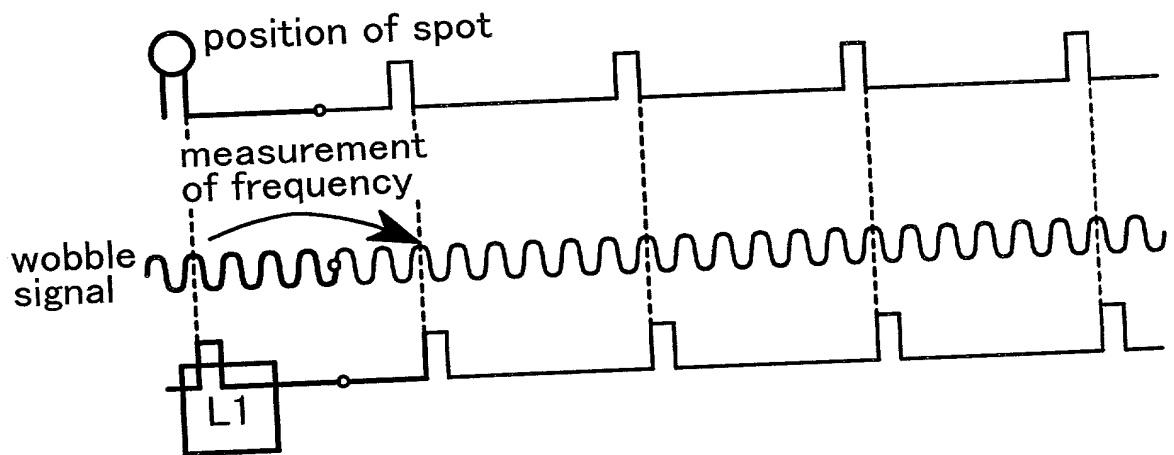 position of spot
measurement
of frequency
wobble
signal
L1